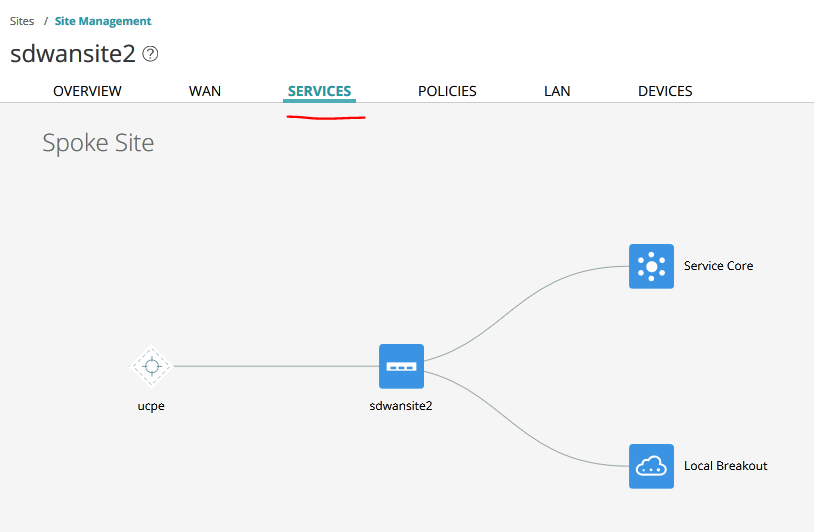 Sites / Site Management
sdwansite2 ?
OVERVIEW WAN SERVICES POLICIES LAN DEVICES
Spoke Site
Service Core
ucpe
sdwansite2
Local Breakout